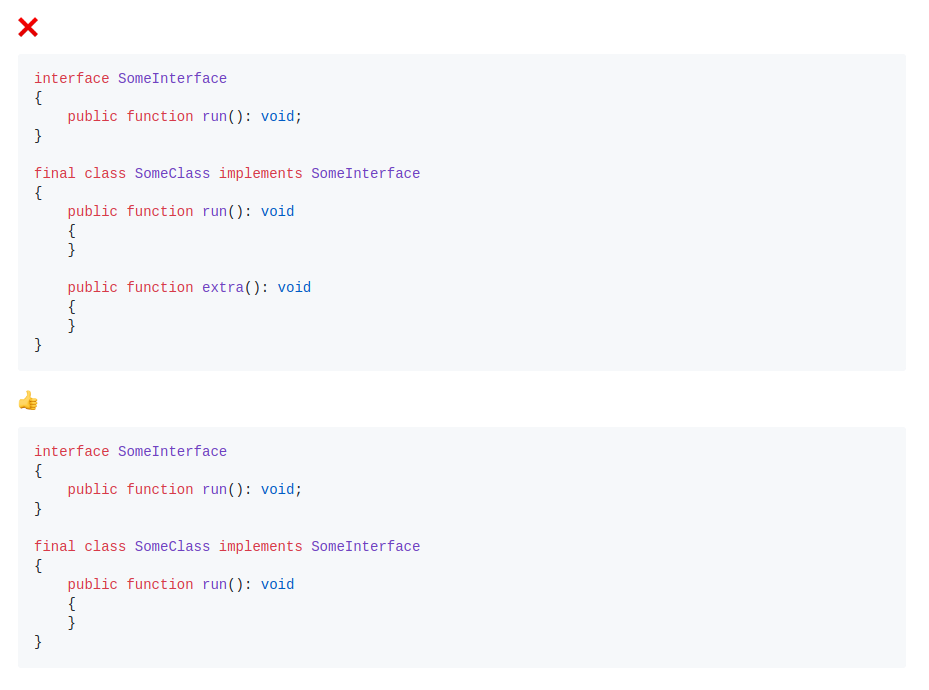 ❌
interface SomeInterface
{
    public function run(): void;
}

final class SomeClass implements SomeInterface
{
    public function run(): void
    {
    }

    public function extra(): void
    {
    }
}
👍
interface SomeInterface
{
    public function run(): void;
}

final class SomeClass implements SomeInterface
{
    public function run(): void
    {
    }
}